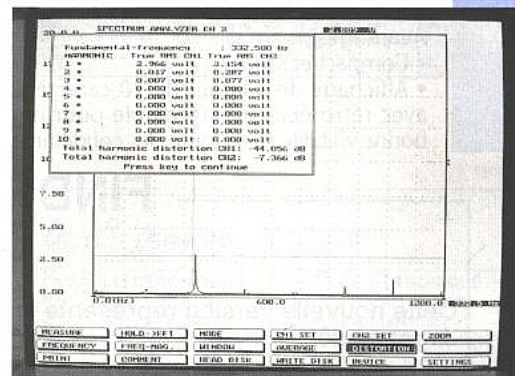 SPECTRUM ANALYZER CH 2
Fundamental-frequency : 332.500 Hz
HARMONIC True RMS CH1 True RMS CH2
1 * 2.966 volt 3.154 volt
2 * 0.017 volt 0.287 volt
3 * 0.007 volt 0.077 volt
4 * 0.000 volt 0.000 volt
5 * 0.000 volt 0.000 volt
6 * 0.000 volt 0.000 volt
7 * 0.000 volt 0.000 volt
8 * 0.000 volt 0.000 volt
9 * 0.000 volt 0.000 volt
10 * 0.000 volt 0.000 volt
Total harmonic distortion CH1: -44.056 dB
Total harmonic distortion CH2: -7.366 dB
Press key to continue
7.50
5.00
2.50
0.00
0.0(Hz) 600.0 1200.0
MEASURE HOLD->FFT MODE CH1 SET CH2 SET ZOOM
FREQUENCY FREQ-MAG. WINDOW AVERAGE DISTORTION
PRINT COMMENT READ DISK WRITE DISK DEVICE SETTINGS